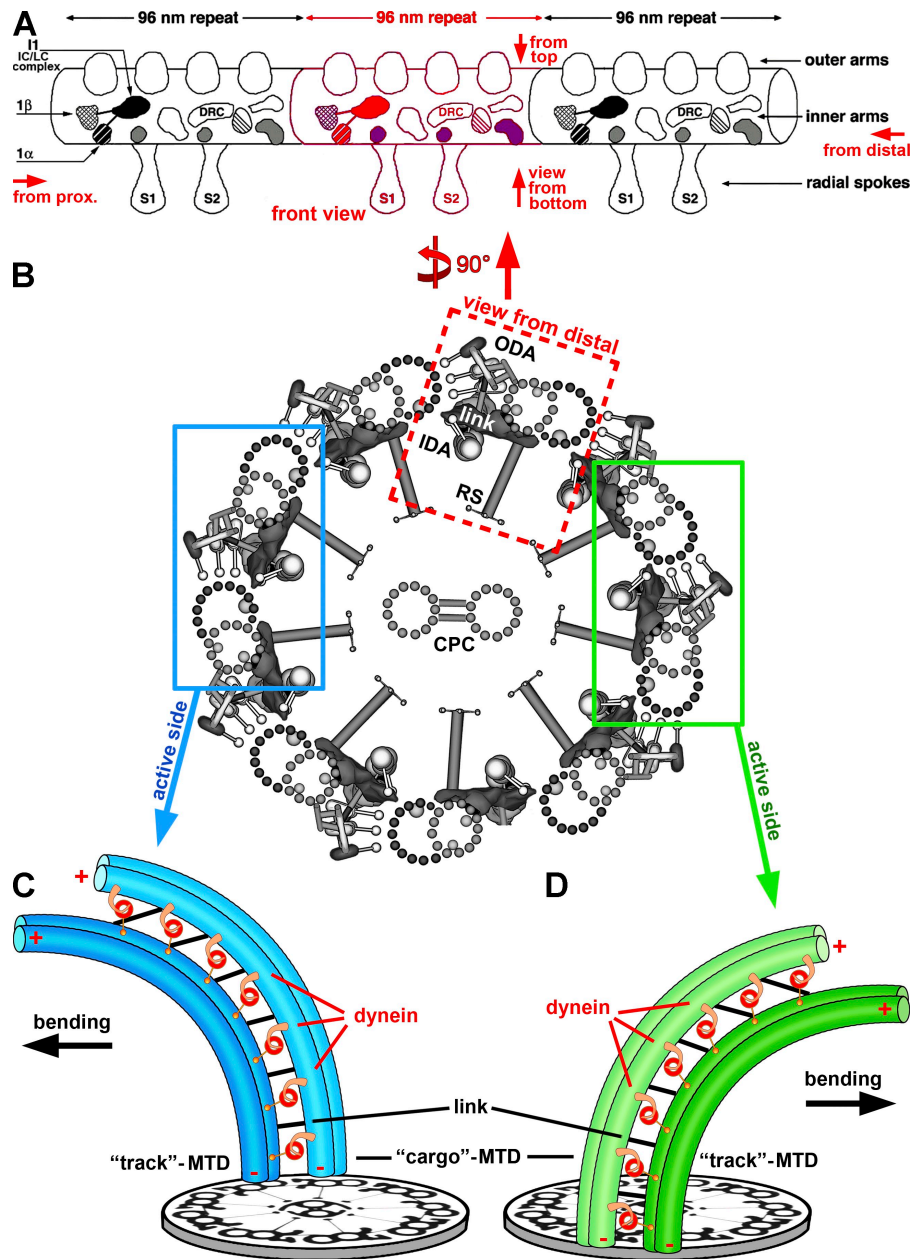 A
96 nm repeat
96 nm repeat
96 nm repeat
I1
IC/LC
complex
from
top
outer arms
1β
DRC
DRC
DRC
inner arms
1α
from distal
from prox.
S1
S2
front view
S1
S2
view
from
bottom
S1
S2
radial spokes
B
90°
view from distal
ODA
link
IDA
RS
CPC
active side
active side
C
D
+
+
+
+
dynein
dynein
bending
bending
link
"track"-MTD
"cargo"-MTD
"track"-MTD
-
-
-
-